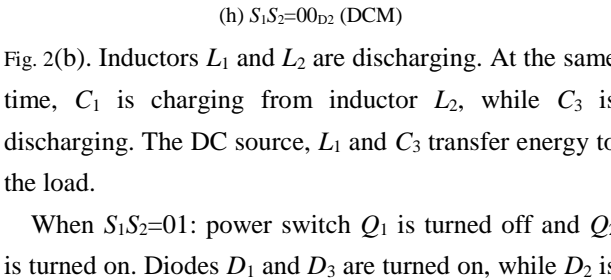 (h) S₁S₂=00D2 (DCM)
Fig. 2(b). Inductors L₁ and L₂ are discharging. At the same
time, C₁ is charging from inductor L₂, while C₃ is
discharging. The DC source, L₁ and C₃ transfer energy to
the load.
When S₁S₂=01: power switch Q₁ is turned off and Q₂
is turned on. Diodes D₁ and D₃ are turned on, while D₂ is